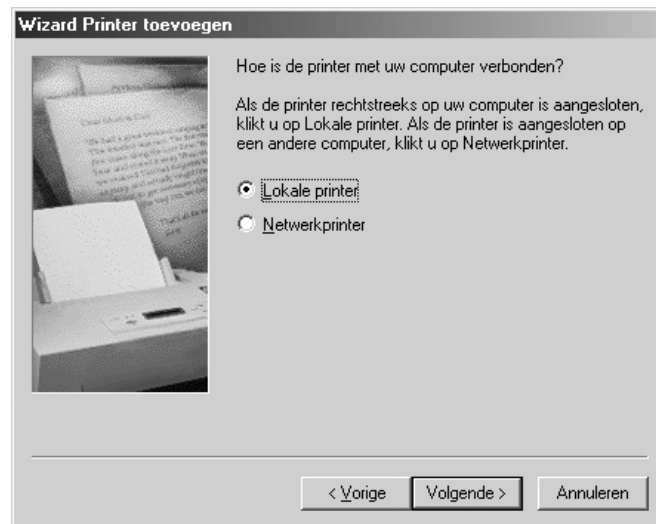 Wizard Printer toevoegen
Hoe is de printer met uw computer verbonden?
Als de printer rechtstreeks op uw computer is aangesloten,
klikt u op Lokale printer. Als de printer is aangesloten op
een andere computer, klikt u op Netwerkprinter.
Lokale printer
Netwerkprinter
< Vorige
Volgende >
Annuleren